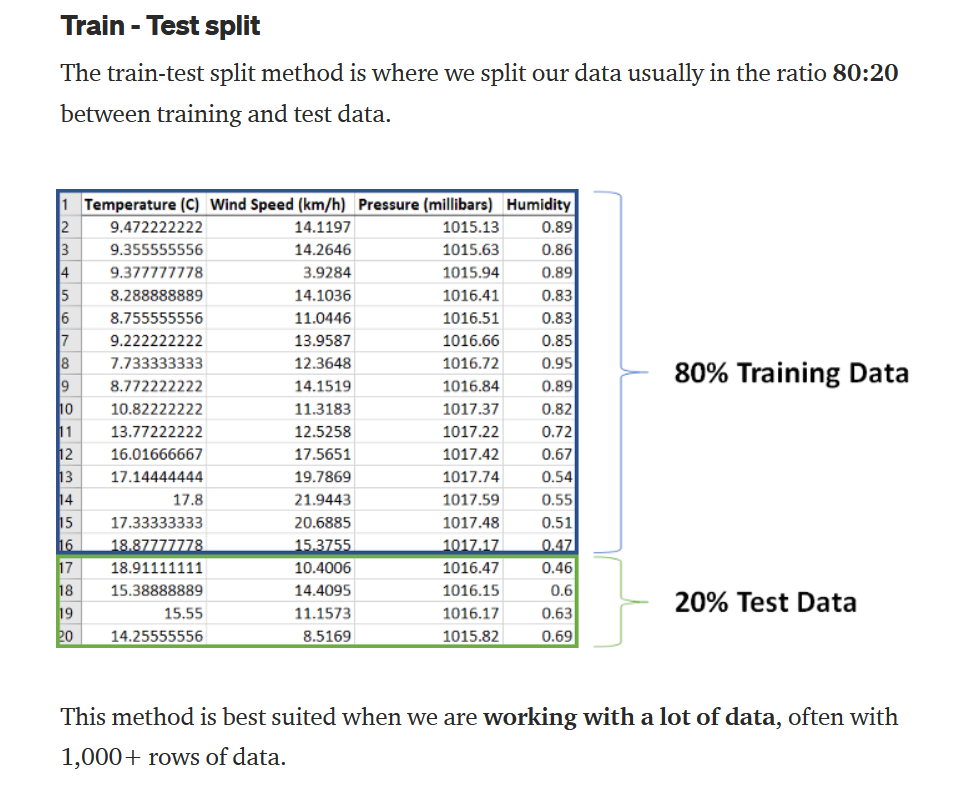 Train - Test split
The train-test split method is where we split our data usually in the ratio 80:20
between training and test data.
1 Temperature (C) Wind Speed (km/h) Pressure (millibars) Humidity
2 9.472222222 14.1197 1015.13 0.89
3 9.355555556 14.2646 1015.63 0.86
4 9.377777778 3.9284 1015.94 0.89
5 8.288888889 14.1036 1016.41 0.83
6 8.755555556 11.0446 1016.51 0.83
7 9.222222222 13.9587 1016.66 0.85
8 7.733333333 12.3648 1016.72 0.95
9 8.772222222 14.1519 1016.84 0.89
10 10.82222222 11.3183 1017.37 0.82
11 13.77222222 12.5258 1017.22 0.72
12 16.01666667 17.5651 1017.42 0.67
13 17.14444444 19.7869 1017.74 0.54
14 17.8 21.9443 1017.59 0.55
15 17.33333333 20.6885 1017.48 0.51
16 18.87777778 15.3755 1017.17 0.47
80% Training Data
17 18.91111111 10.4006 1016.47 0.46
18 15.38888889 14.4095 1016.15 0.6
19 15.55 11.1573 1016.17 0.63
20 14.25555556 8.5169 1015.82 0.69
20% Test Data
This method is best suited when we are working with a lot of data, often with
1,000+ rows of data.